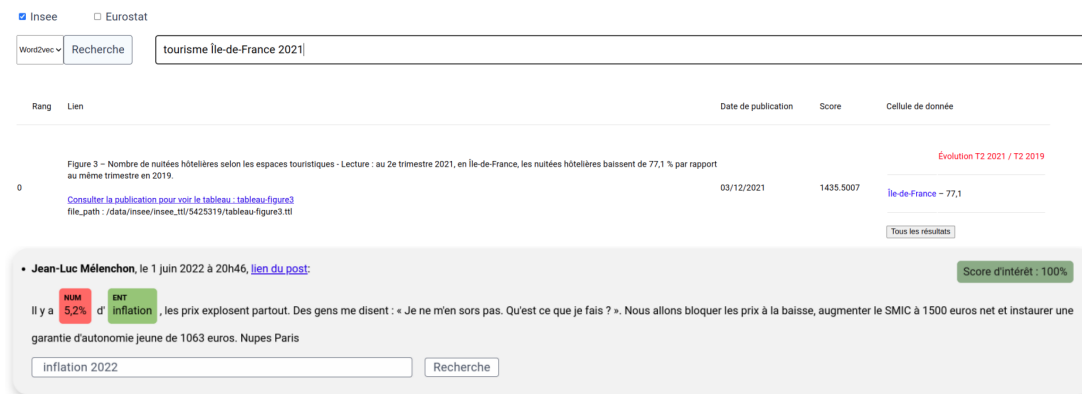 Insee Eurostat
Word2vec Recherche tourisme Île-de-France 2021
Rang Lien Date de publication Score Cellule de donnée
Figure 3 – Nombre de nuitées hôtelières selon les espaces touristiques - Lecture : au 2e trimestre 2021, en Île-de-France, les nuitées hôtelières baissent de 77,1 % par rapport
au même trimestre en 2019.
Évolution T2 2021 / T2 2019
0 03/12/2021 1435.5007
Île-de-France – 77,1
Consulter la publication pour voir le tableau : tableau-figure3
file_path : /data/insee/insee_ttl/5425319/tableau-figure3.ttl
Tous les résultats
• Jean-Luc Mélenchon, le 1 juin 2022 à 20h46, lien du post:
Score d'intérêt : 100%
NUM ENT
Il y a 5,2% d' inflation , les prix explosent partout. Des gens me disent : « Je ne m'en sors pas. Qu'est ce que je fais ? ». Nous allons bloquer les prix à la baisse, augmenter le SMIC à 1500 euros net et instaurer une
garantie d'autonomie jeune de 1063 euros. Nupes Paris
inflation 2022 Recherche